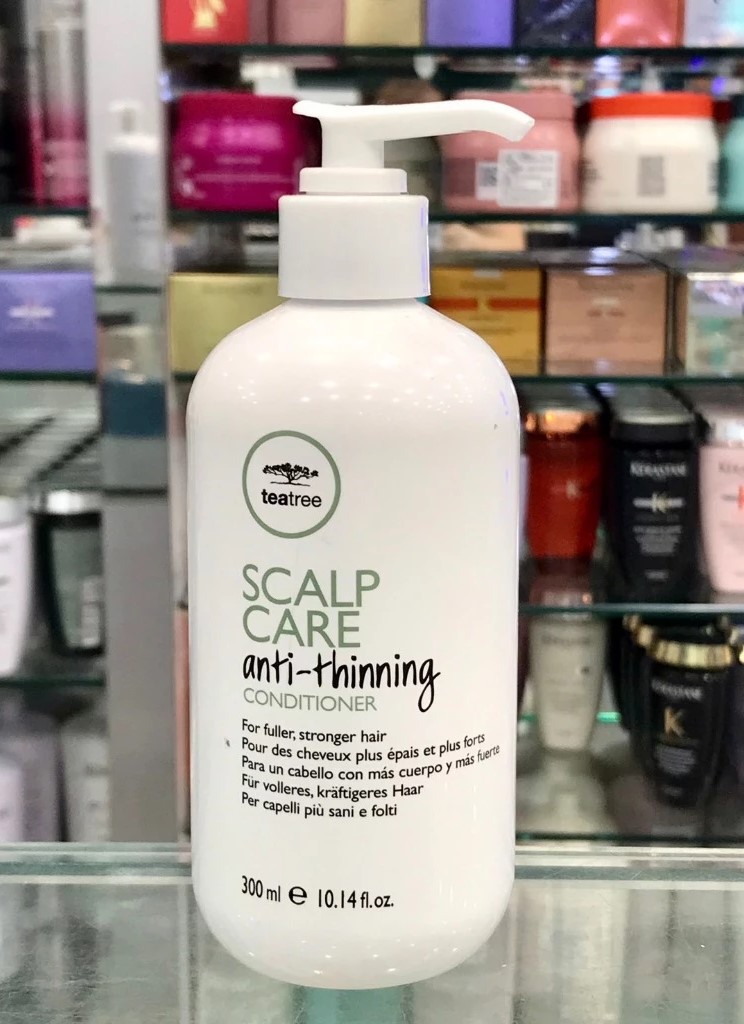 teatree
SCALP
CARE
anti-thinning
CONDITIONER
For fuller, stronger hair
Pour des cheveux plus épais et plus forts
Para un cabello con más cuerpo y más fuerte
Für volleres, kräftigeres Haar
Per capelli più sani e folti
300 ml e 10.14 fl.oz.
KÉRASTASE
K